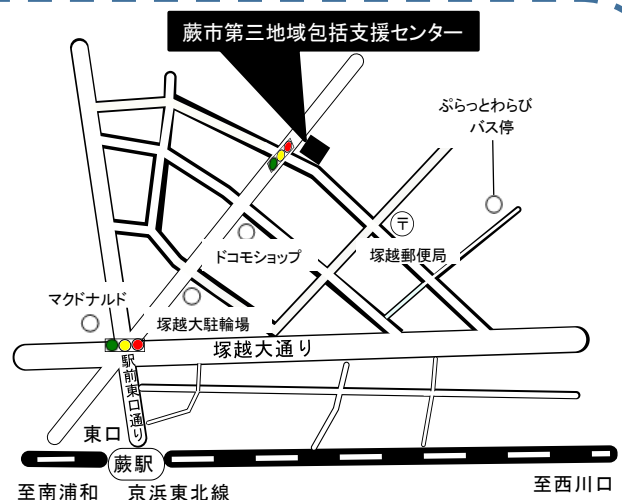 蕨市第三地域包括支援センター
ぷらっとわらび
バス停
〒
塚越郵便局
ドコモショップ
マクドナルド
塚越大駐輪場
塚越大通り
駅前東口通り
東口
蕨駅
至南浦和
京浜東北線
至西川口